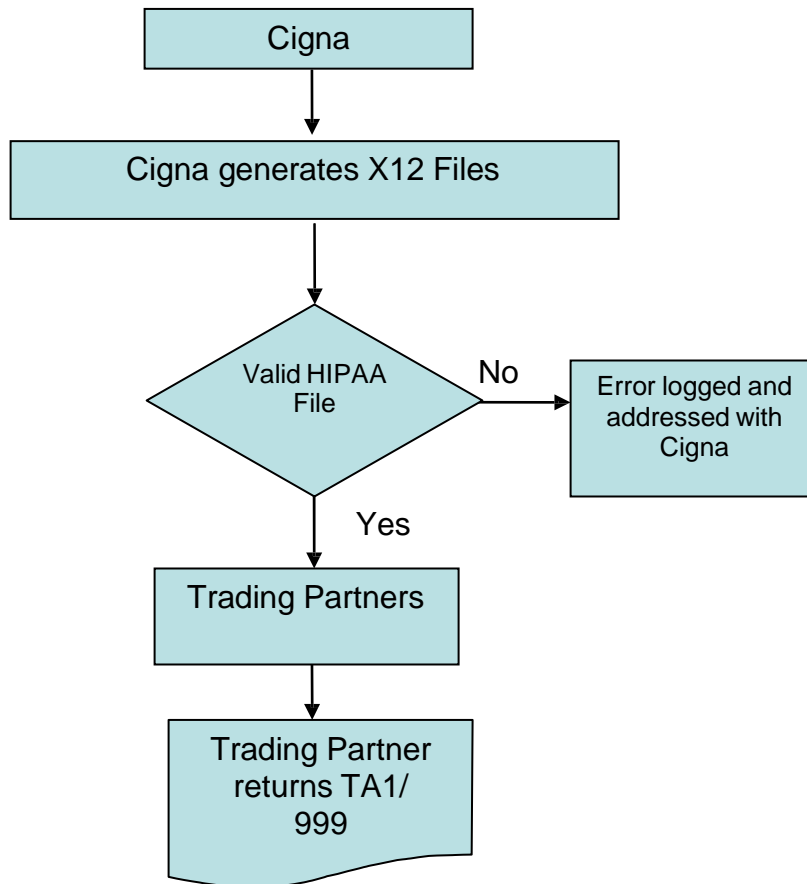 Cigna
Cigna generates X12 Files
Valid HIPAA
File
No
Error logged and
addressed with
Cigna
Yes
Trading Partners
Trading Partner
returns TA1/
999